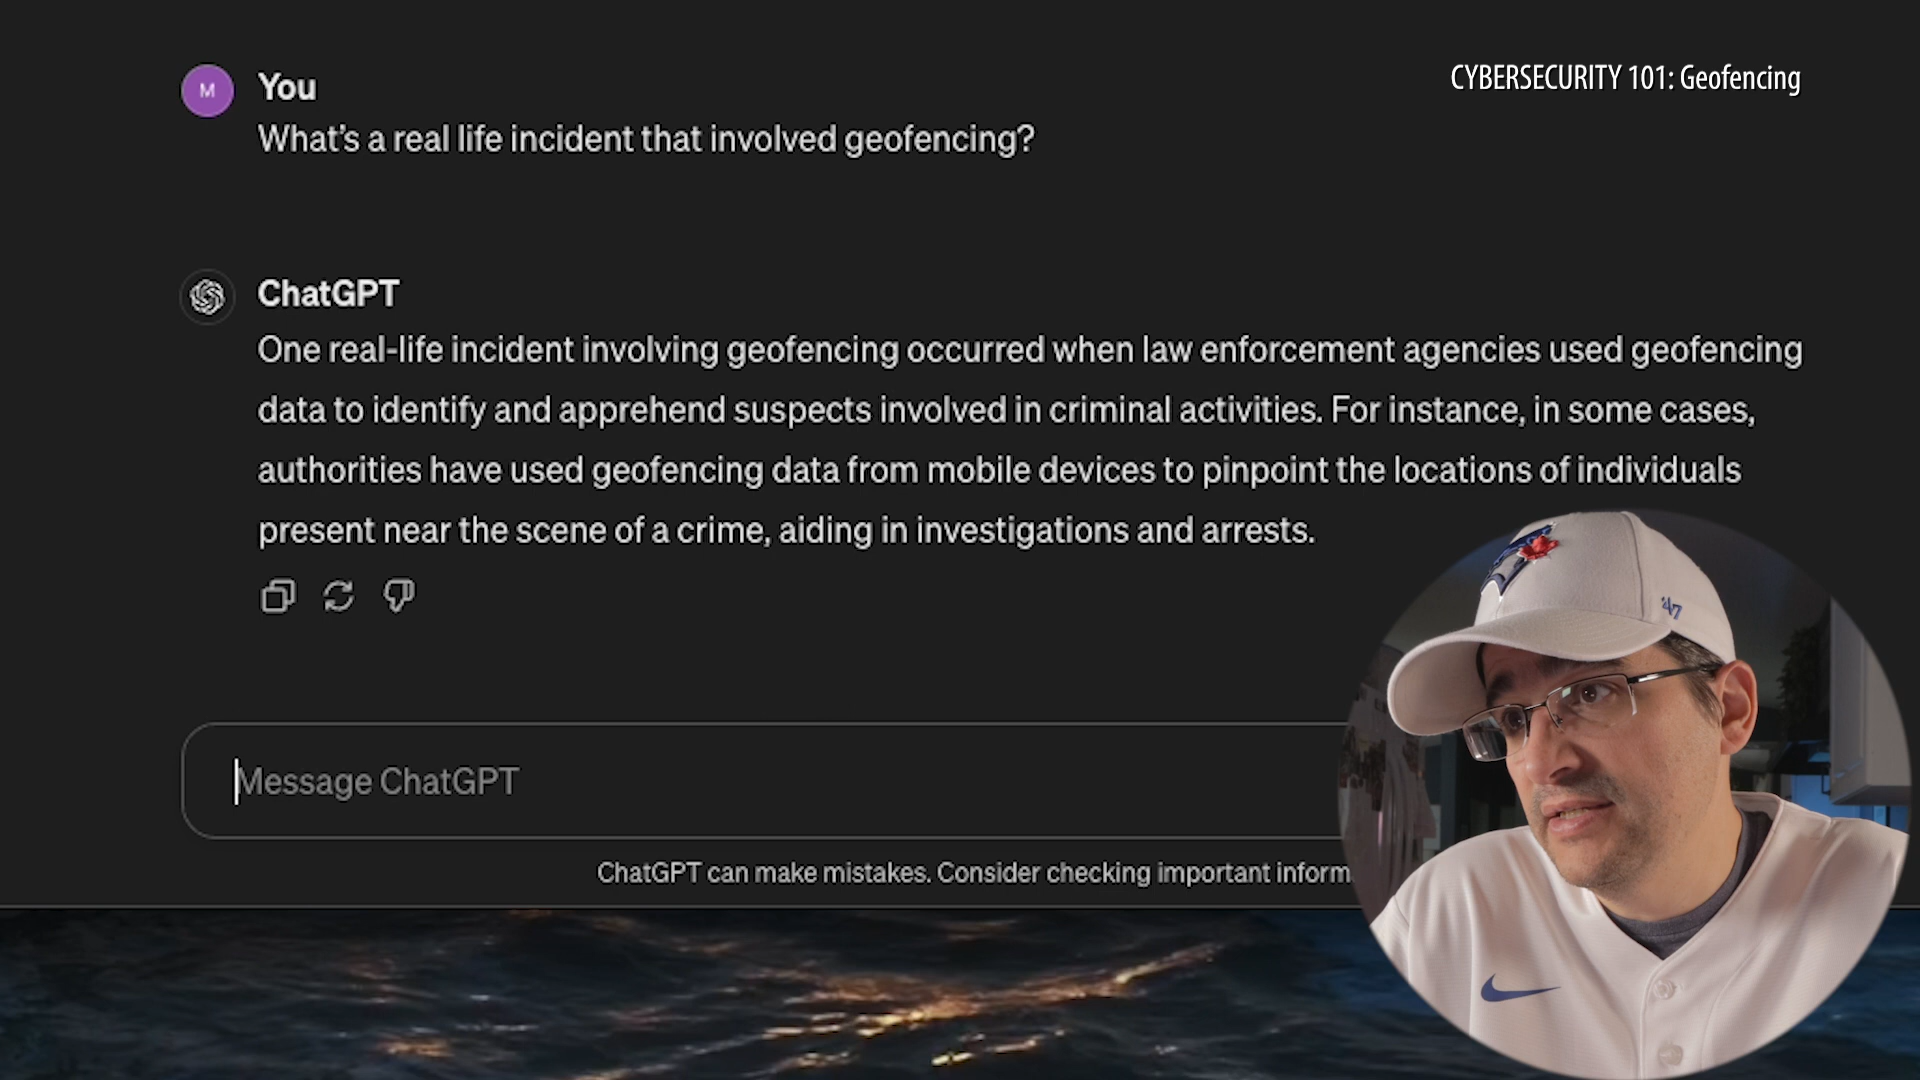 CYBERSECURITY 101: Geofencing
M
You
What's a real life incident that involved geofencing?
ChatGPT
One real-life incident involving geofencing occurred when law enforcement agencies used geofencing
data to identify and apprehend suspects involved in criminal activities. For instance, in some cases,
authorities have used geofencing data from mobile devices to pinpoint the locations of individuals
present near the scene of a crime, aiding in investigations and arrests.
'47
Message ChatGPT
ChatGPT can make mistakes. Consider checking important inform